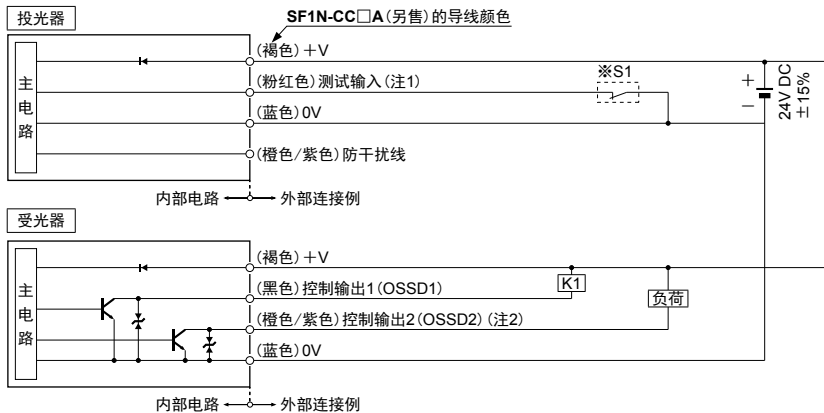 投光器
SF1N-CC□A(另售)的导线颜色
主电路
(褐色)＋V
(粉红色)测试输入(注1)
※S1
(蓝色)0V
(橙色/紫色)防干扰线
＋
－
24V DC
±15%
内部电路
外部连接例
受光器
主电路
(褐色)＋V
(黑色)控制输出1(OSSD1)
K1
(橙色/紫色)控制输出2(OSSD2)(注2)
负荷
(蓝色)0V
内部电路
外部连接例